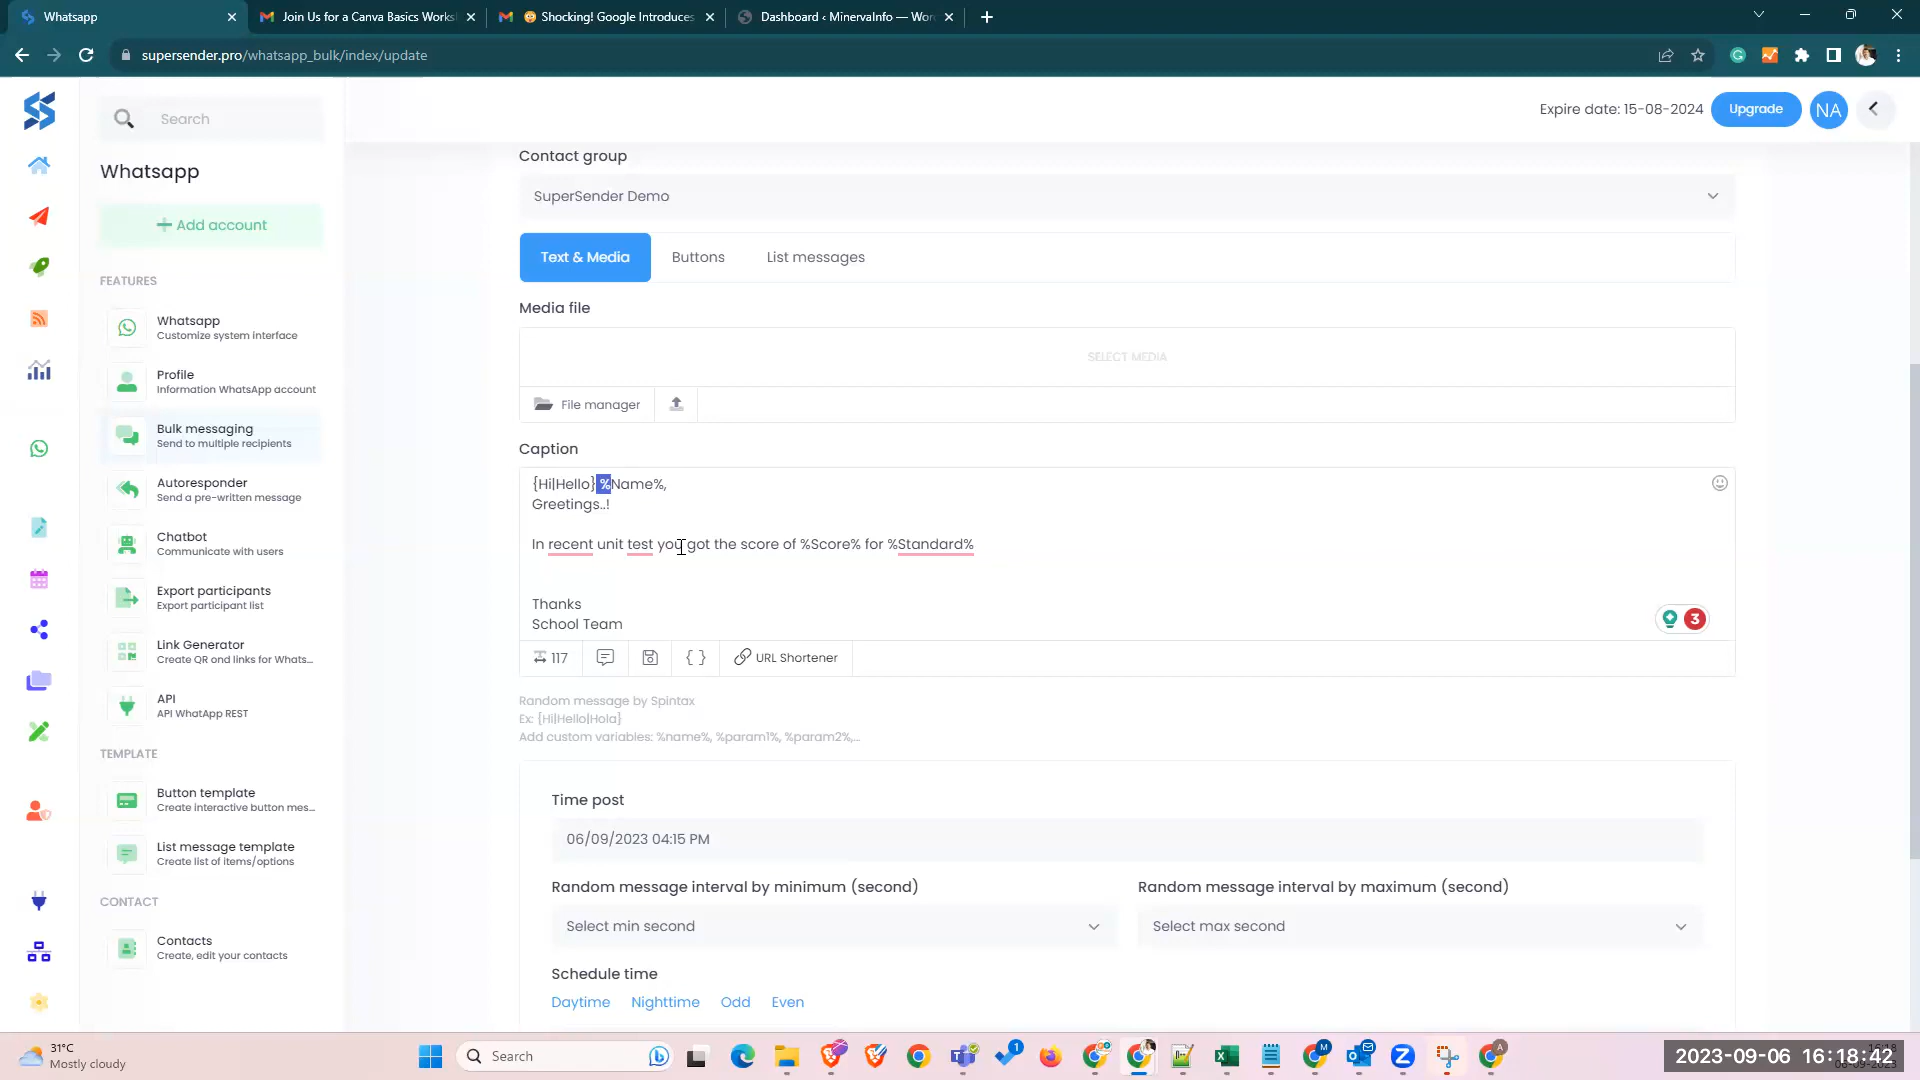 Whatsapp
Join Us for a Canva Basics Works
Shocking! Google Introduces
Dashboard ‹ MinervaInfo — Wor
supersender.pro/whatsapp_bulk/index/update
Search
Expire date: 15-08-2024
Upgrade
NA
Whatsapp
Add account
FEATURES
Whatsapp
Customize system interface
Profile
Information WhatsApp account
Bulk messaging
Send to multiple recipients
Autoresponder
Send a pre-written message
Chatbot
Communicate with users
Export participants
Export participant list
Link Generator
Create QR and links for Whats...
API
API WhatApp REST
TEMPLATE
Button template
Create interactive button mes...
List message template
Create list of items/options
CONTACT
Contacts
Create, edit your contacts
Contact group
SuperSender Demo
Text & Media
Buttons
List messages
Media file
SELECT MEDIA
File manager
Caption
{Hi|Hello} %Name%,
Greetings..!
In recent unit test you got the score of %Score% for %Standard%
Thanks
School Team
3
117
{ }
URL Shortener
Random message by Spintax
Ex: {Hi|Hello|Hola}
Add custom variables: %name%, %param1%, %param2%,...
Time post
06/09/2023 04:15 PM
Random message interval by minimum (second)
Random message interval by maximum (second)
Select min second
Select max second
Schedule time
Daytime
Nighttime
Odd
Even
31°C
Mostly cloudy
Search
1
2023-09-06 16:18:42